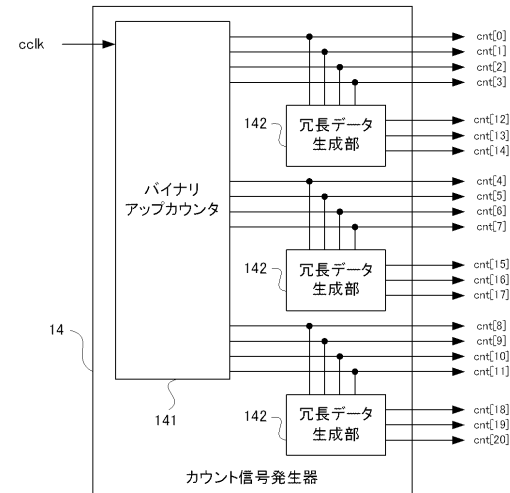 cclk
cnt[0]
cnt[1]
cnt[2]
cnt[3]
142
冗長データ
生成部
cnt[12]
cnt[13]
cnt[14]
バイナリ
アップカウンタ
cnt[4]
cnt[5]
cnt[6]
cnt[7]
142
冗長データ
生成部
cnt[15]
cnt[16]
cnt[17]
14
cnt[8]
cnt[9]
cnt[10]
cnt[11]
141
142
冗長データ
生成部
cnt[18]
cnt[19]
cnt[20]
カウント信号発生器